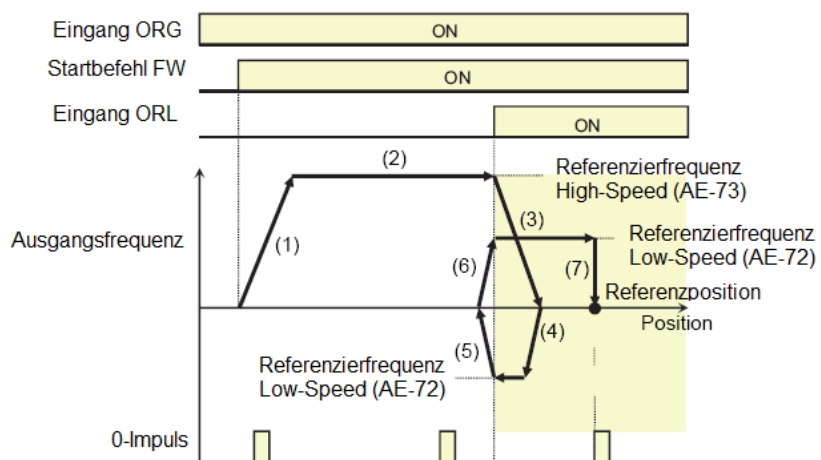 Eingang ORG
ON
Startbefehl FW
ON
Eingang ORL
ON
(2)
Referenzierfrequenz
High-Speed (AE-73)
(3)
Ausgangsfrequenz
(1)
Referenzierfrequenz
Low-Speed (AE-72)
(6)
(7)
Referenzposition
Position
(4)
(5)
Referenzierfrequenz
Low-Speed (AE-72)
0-Impuls